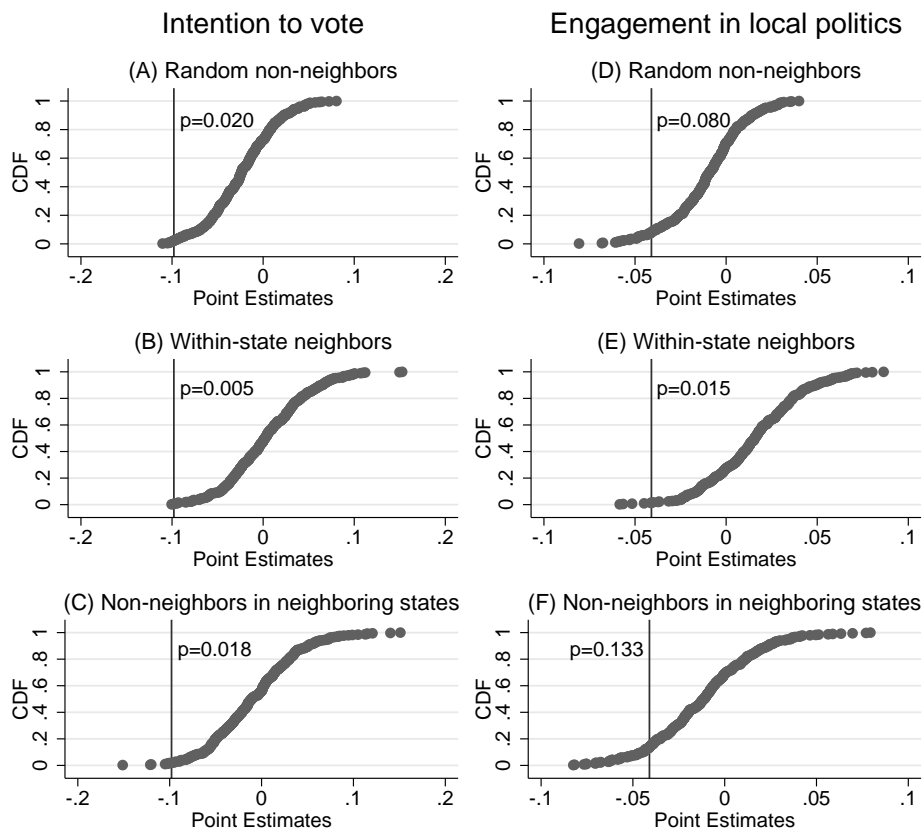 Intention to vote
Engagement in local politics
(A) Random non-neighbors
p=0.020
CDF
0 .2 .4 .6 .8 1
-.2 -.1 0 .1 .2
Point Estimates
(D) Random non-neighbors
p=0.080
CDF
0 .2 .4 .6 .8 1
-.1 -.05 0 .05 .1
Point Estimates
(B) Within-state neighbors
p=0.005
CDF
0 .2 .4 .6 .8 1
-.2 -.1 0 .1 .2
Point Estimates
(E) Within-state neighbors
p=0.015
CDF
0 .2 .4 .6 .8 1
-.1 -.05 0 .05 .1
Point Estimates
(C) Non-neighbors in neighboring states
p=0.018
CDF
0 .2 .4 .6 .8 1
-.2 -.1 0 .1 .2
Point Estimates
(F) Non-neighbors in neighboring states
p=0.133
CDF
0 .2 .4 .6 .8 1
-.1 -.05 0 .05 .1
Point Estimates